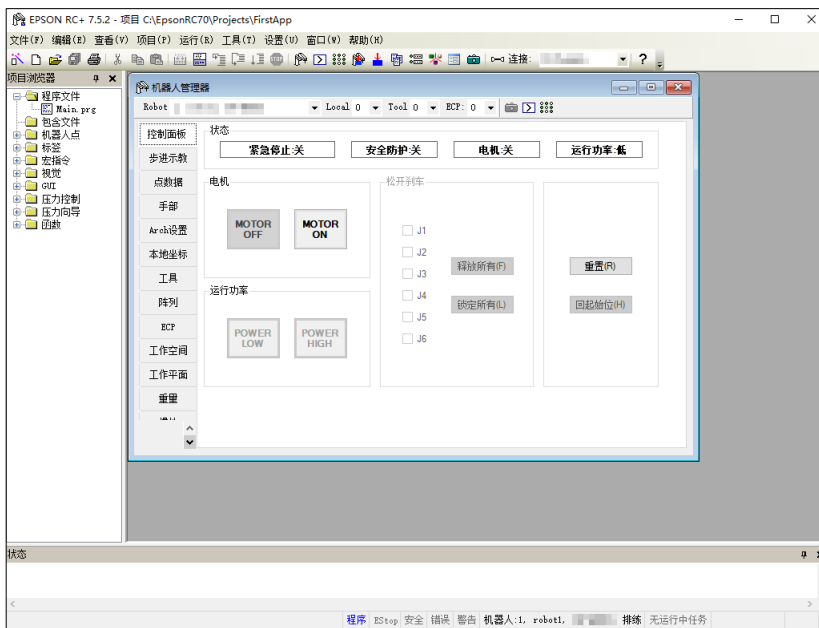 EPSON RC+ 7.5.2 - 项目 C:\EpsonRC70\Projects\FirstApp
文件(F) 编辑(E) 查看(V) 项目(P) 运行(R) 工具(T) 设置(U) 窗口(W) 帮助(H)
连接:
项目浏览器
程序文件
Main.prg
包含文件
机器人点
标签
宏指令
视觉
GUI
压力控制
压力向导
函数
机器人管理器
Robot Local 0 Tool 0 ECP: 0
控制面板
步进示教
点数据
手部
Arch设置
本地坐标
工具
阵列
ECP
工作空间
工作平面
重量
状态
紧急停止:关 安全防护:关 电机:关 运行功率:低
电机
MOTOR OFF
MOTOR ON
运行功率
POWER LOW
POWER HIGH
松开刹车
J1
J2
J3
J4
J5
J6
释放所有(F)
锁定所有(L)
重置(R)
回起始位(H)
状态
程序 EStop 安全 错误 警告 机器人:1, robot1, 排练 无运行中任务